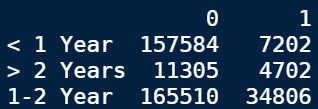 0 1
< 1 Year 157584 7202
> 2 Years 11305 4702
1-2 Year 165510 34806